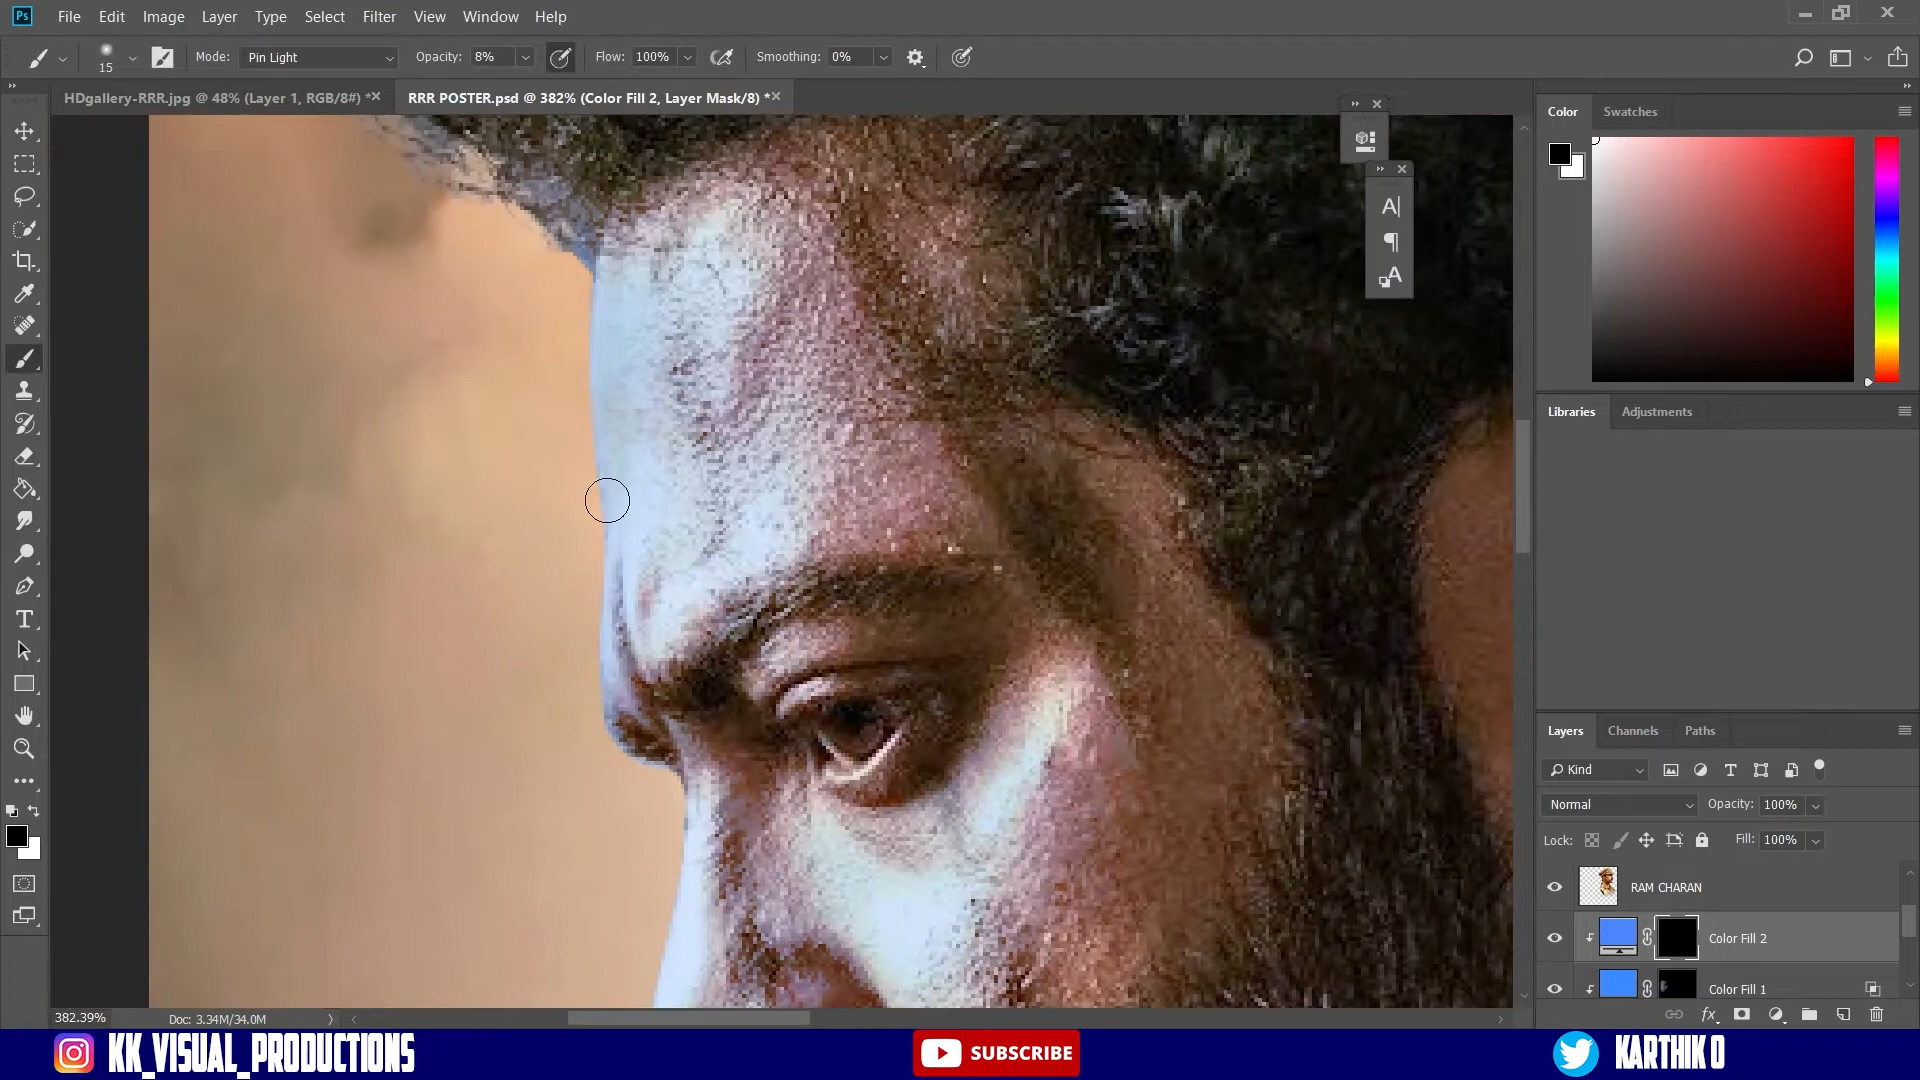 Ps File Edit Image Layer Type Select Filter View Window Help
15 Mode: Pin Light Opacity: 8% Flow: 100% Smoothing: 0%
HDgallery-RRR.jpg @ 48% (Layer 1, RGB/8#) * RRR POSTER.psd @ 382% (Color Fill 2, Layer Mask/8) *
Color Swatches
Libraries Adjustments
Layers Channels Paths
Kind
Normal Opacity: 100%
Lock: Fill: 100%
RAM CHARAN
Color Fill 2
fx
Color Fill 1
382.39% Doc: 3.34M/34.0M
KK_VISUAL_PRODUCTIONS SUBSCRIBE KARTHIK O